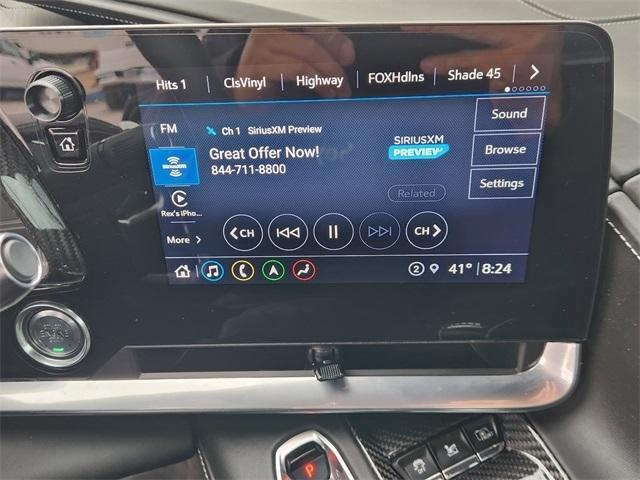 Hits 1 | ClsVinyl | Highway | FOXHdlns | Shade 45
FM
Ch 1 SiriusXM Preview
Great Offer Now!
844-711-8800
SIRIUSXM
PREVIEW
Sound
Browse
Settings
Related
Rex's iPho...
More
CH
CH
2 41° | 8:24
ENGINE
P